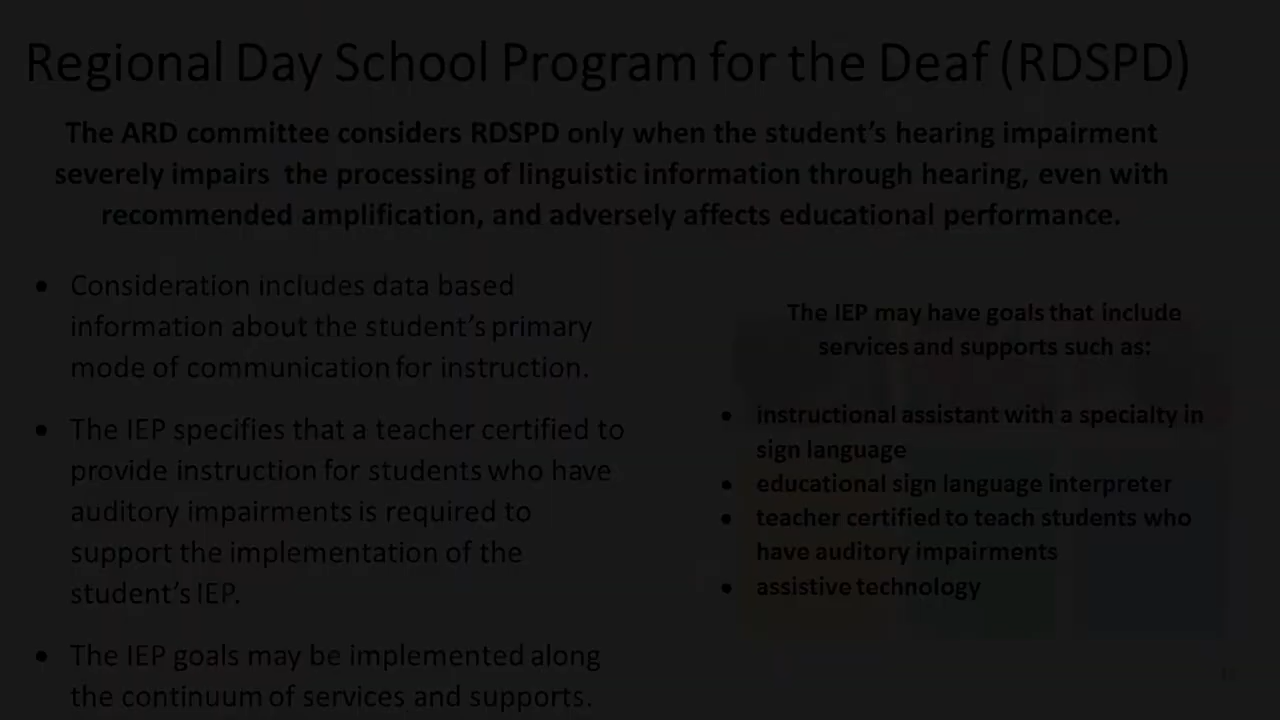 Regional Day School Program for the Deaf (RDSPD)
The ARD committee considers RDSPD only when the student's hearing impairment
severely impairs the processing of linguistic information through hearing, even with
recommended amplification, and adversely affects educational performance.
• Consideration includes data based
information about the student's primary
mode of communication for instruction.
• The IEP specifies that a teacher certified to
provide instruction for students who have
auditory impairments is required to
support the implementation of the
student's IEP.
• The IEP goals may be implemented along
the continuum of services and supports.
The IEP may have goals that include
services and supports such as:
• instructional assistant with a specialty in
sign language
• educational sign language interpreter
• teacher certified to teach students who
have auditory impairments
• assistive technology